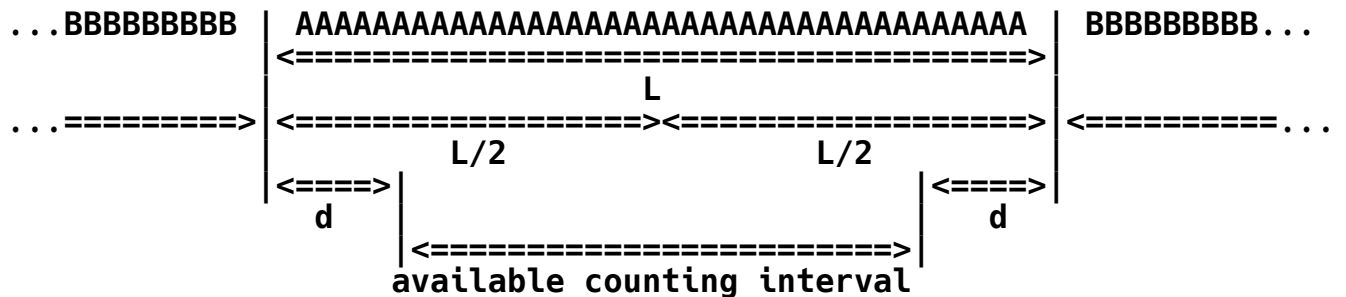 ...BBBBBBBBB | AAAAAAAAAAAAAAAAAAAAAAAAAAAAAAAAAAAAAA | BBBBBBBBB...
|<======================================>|
| L |
...=========>|<==================><==================>|<==========...
| L/2 L/2 |
|<====>| |<====>|
d | | d
|<========================>|
available counting interval